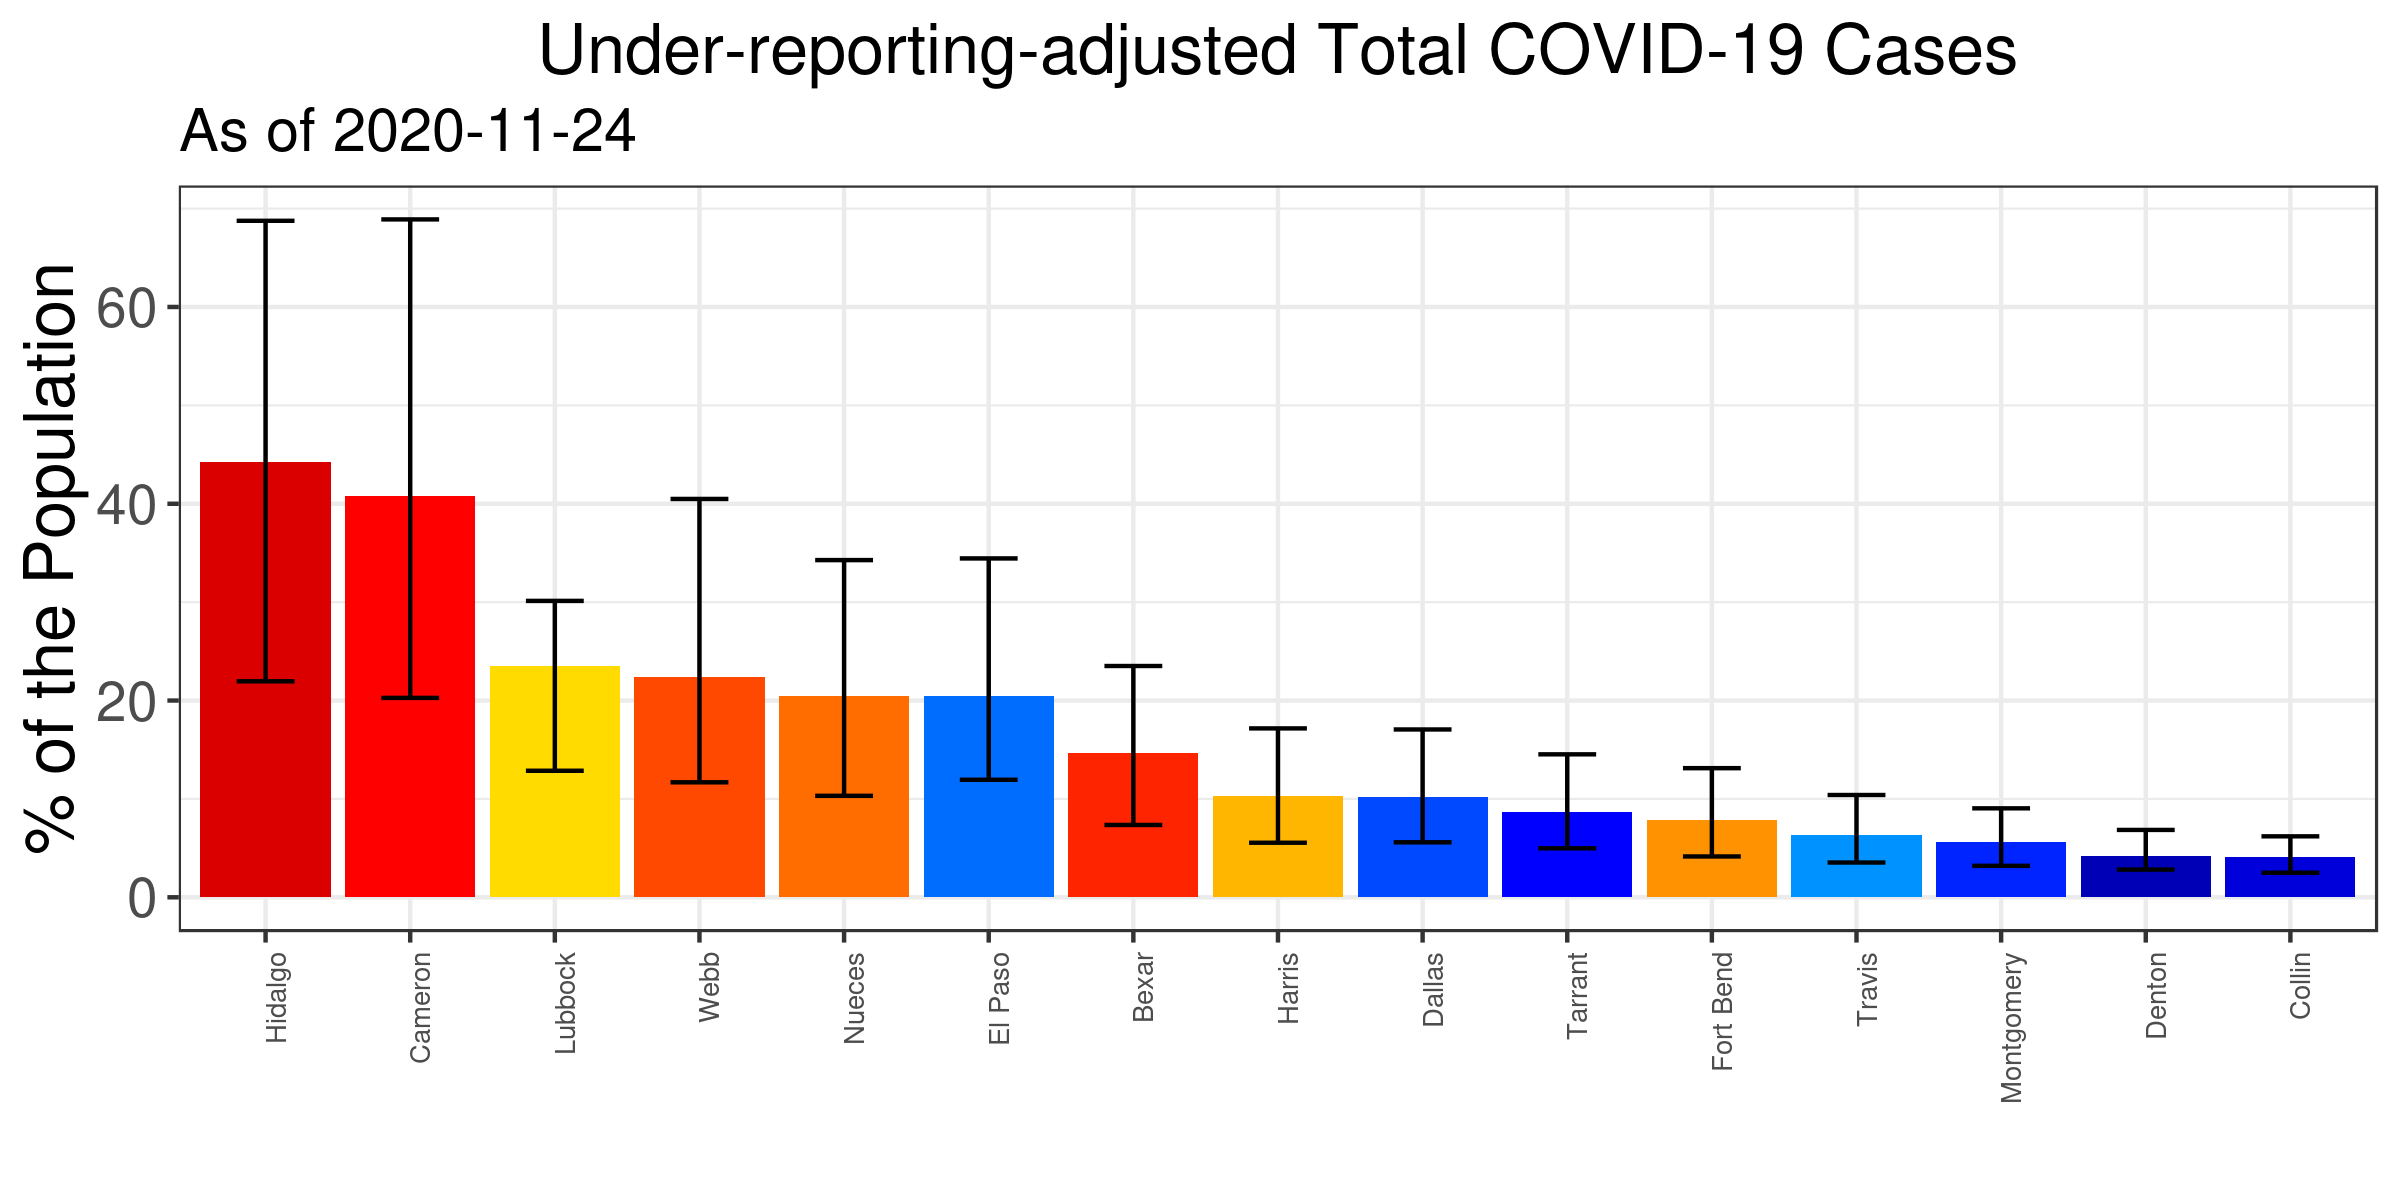 Under-reporting-adjusted Total COVID-19 Cases
As of 2020-11-24
% of the Population
60
40
20
0
Hidalgo
Cameron
Lubbock
Webb
Nueces
El Paso
Bexar
Harris
Dallas
Tarrant
Fort Bend
Travis
Montgomery
Denton
Collin